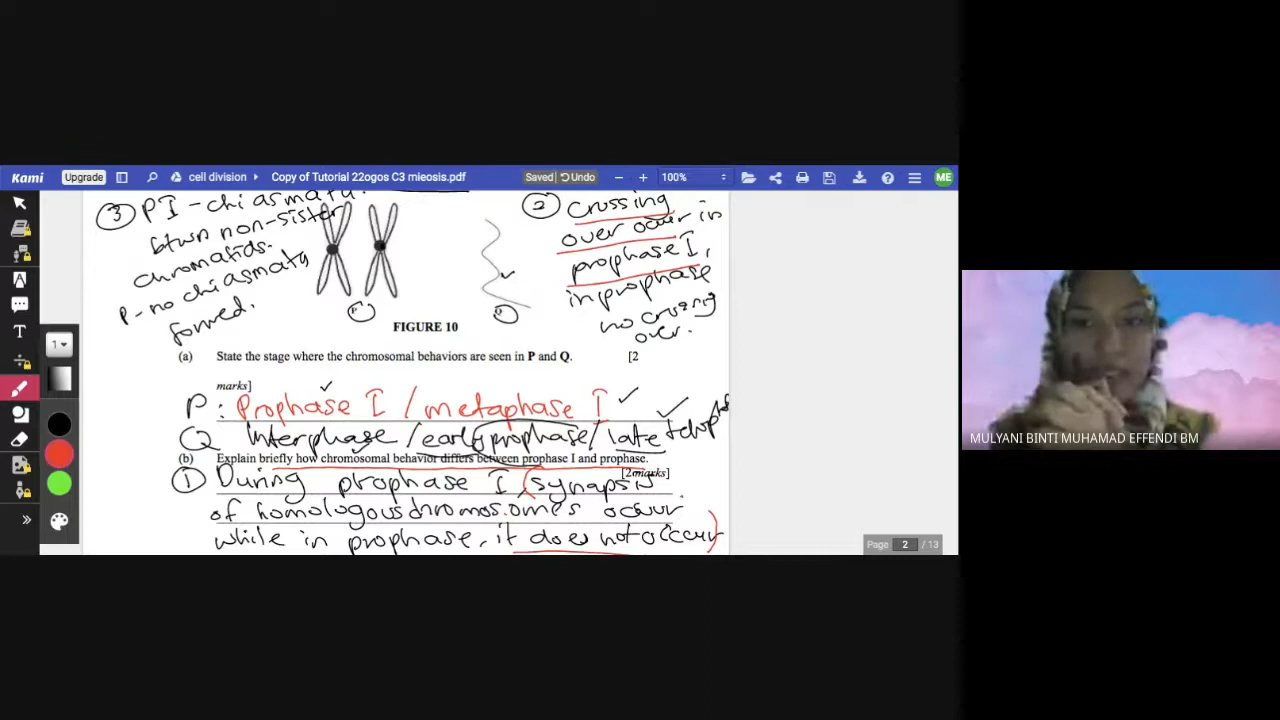 Kami
Upgrade
cell division
Copy of Tutorial 22ogos C3 mieosis.pdf
Saved
Undo
100%
ME
③ PI - chiasmata
btwn non-sister
chromatids.
P - no chiasmata
formed.
② crossing
over occur in
prophase I,
in prophase
no crossing
over.
P
FIGURE 10
(a) State the stage where the chromosomal behaviors are seen in P and Q. [2
marks]
P : Prophase I / metaphase I
Q Interphase / early prophase / late
(b) Explain briefly how chromosomal behavior differs between prophase I and prophase.
[2marks]
① During prophase I (synapsis
of homologous chromosomes occur
while in prophase, it does not occur)
T
1
Page 2 / 13
MULYANI BINTI MUHAMAD EFFENDI BM